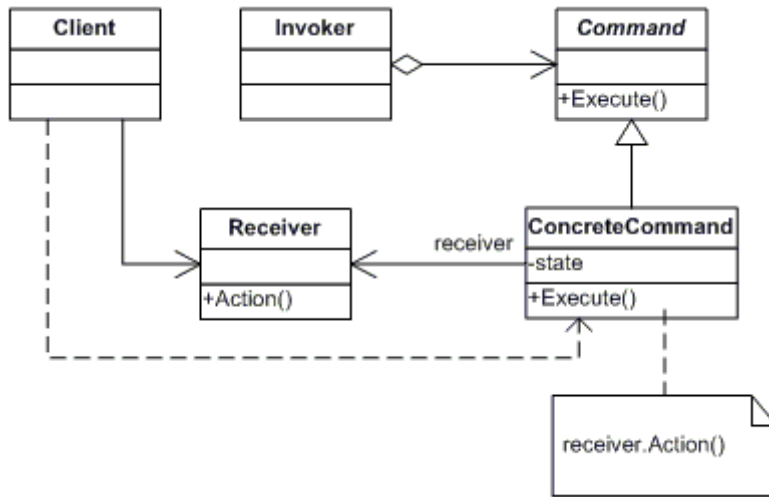 Client
Invoker
Command
+Execute()
Receiver
+Action()
receiver
ConcreteCommand
-state
+Execute()
receiver.Action()